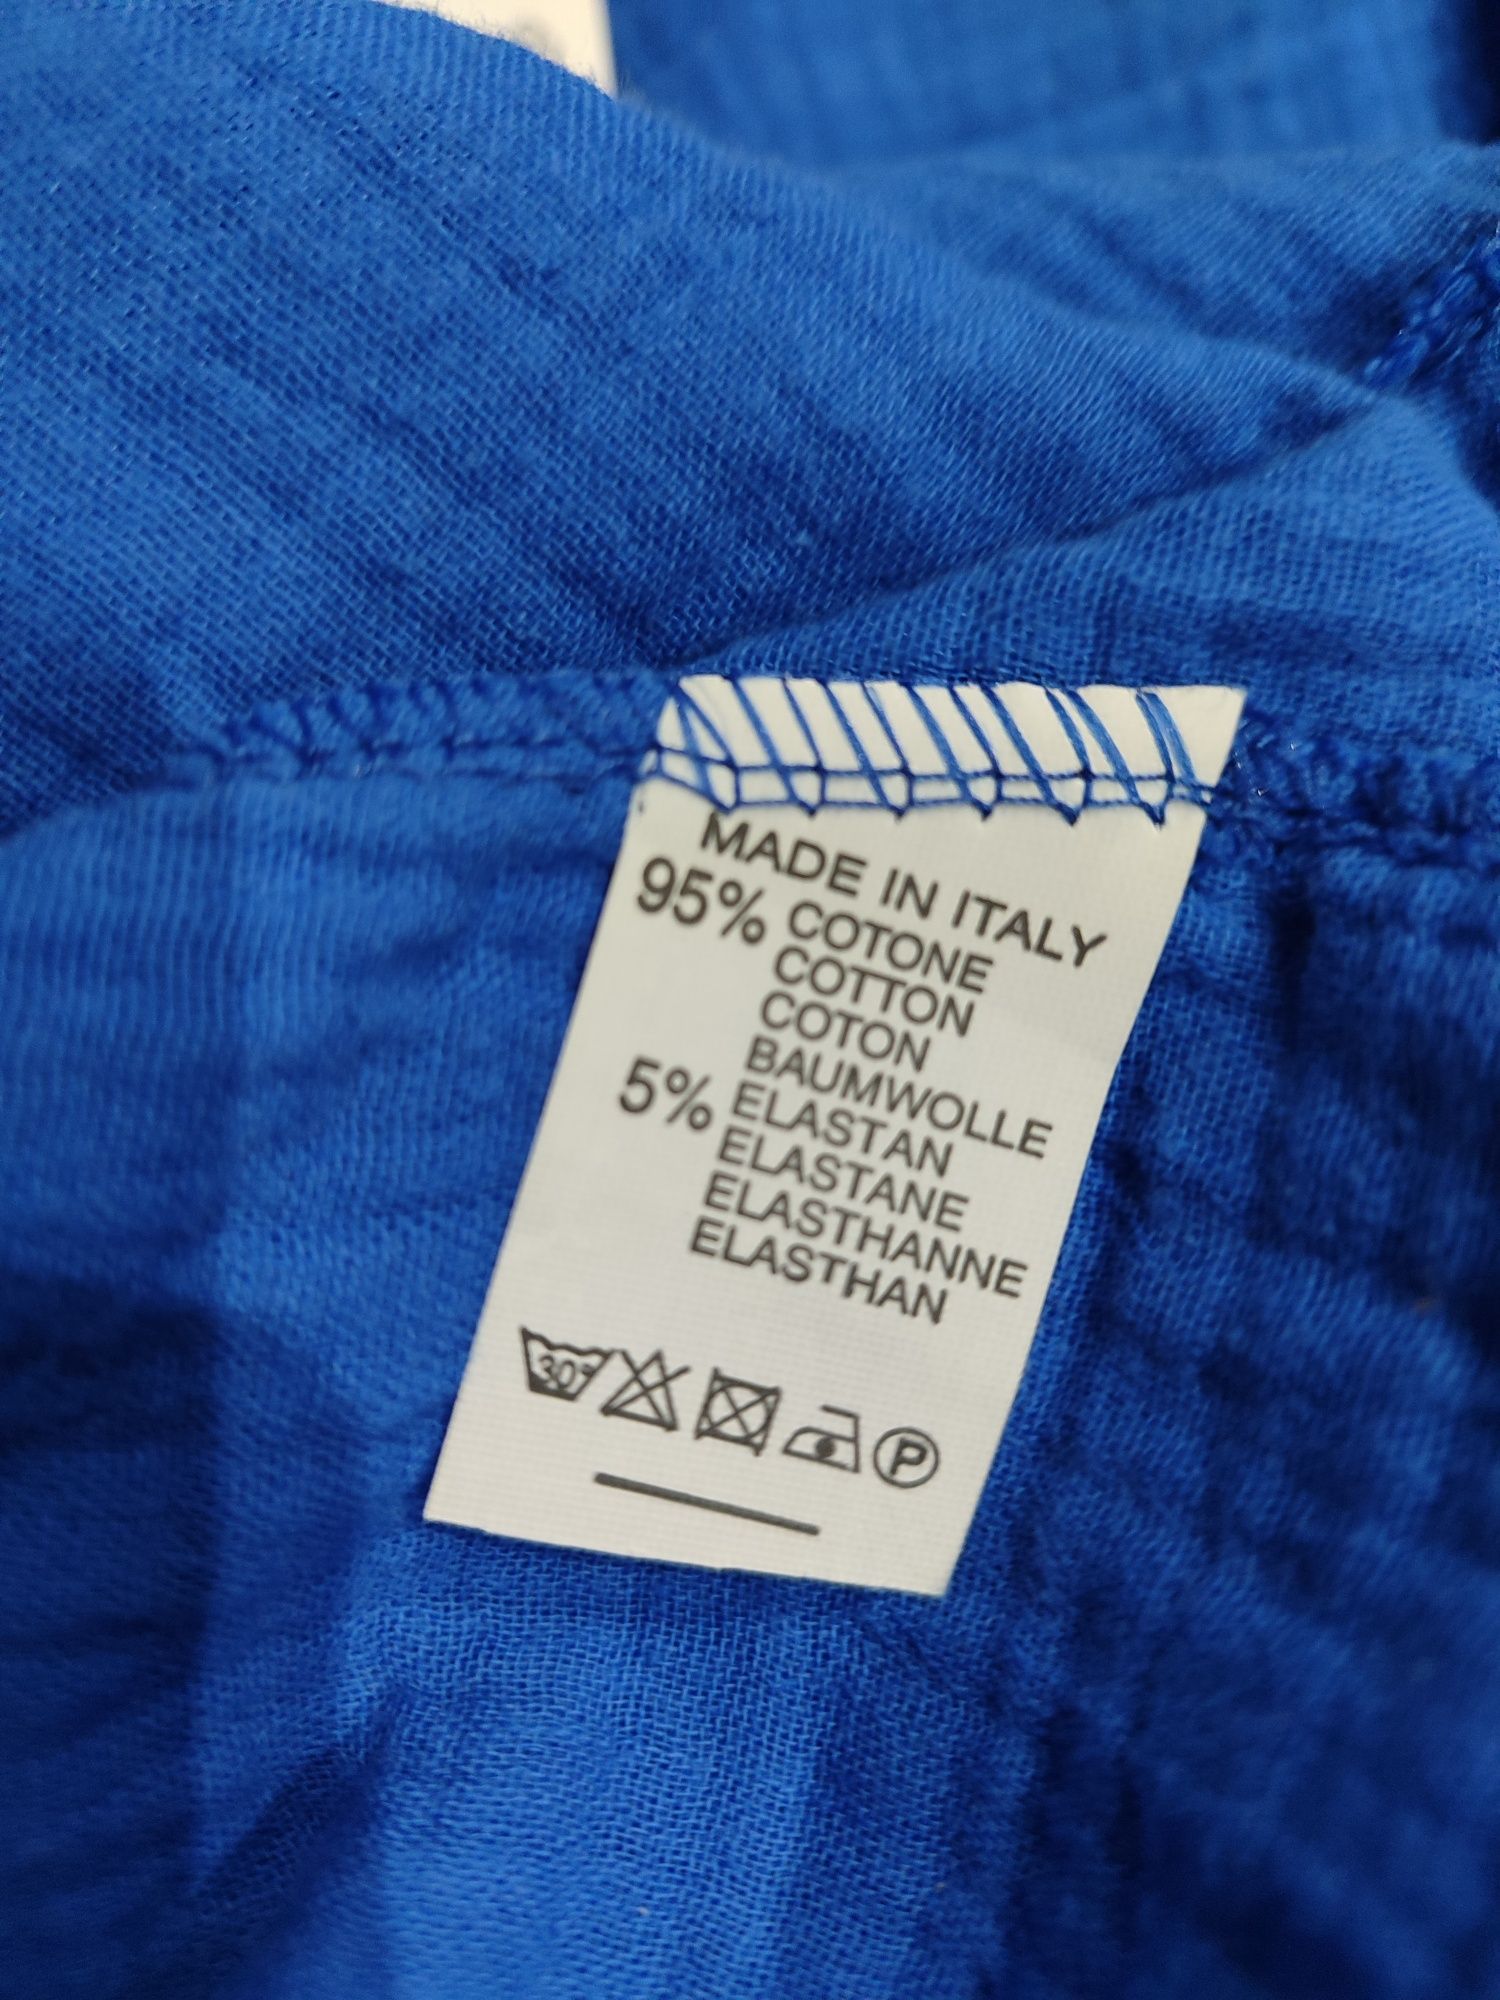 MADE IN ITALY
95% COTONE
COTTON
COTON
BAUMWOLLE
5% ELASTAN
ELASTANE
ELASTHANNE
ELASTHAN
30° P